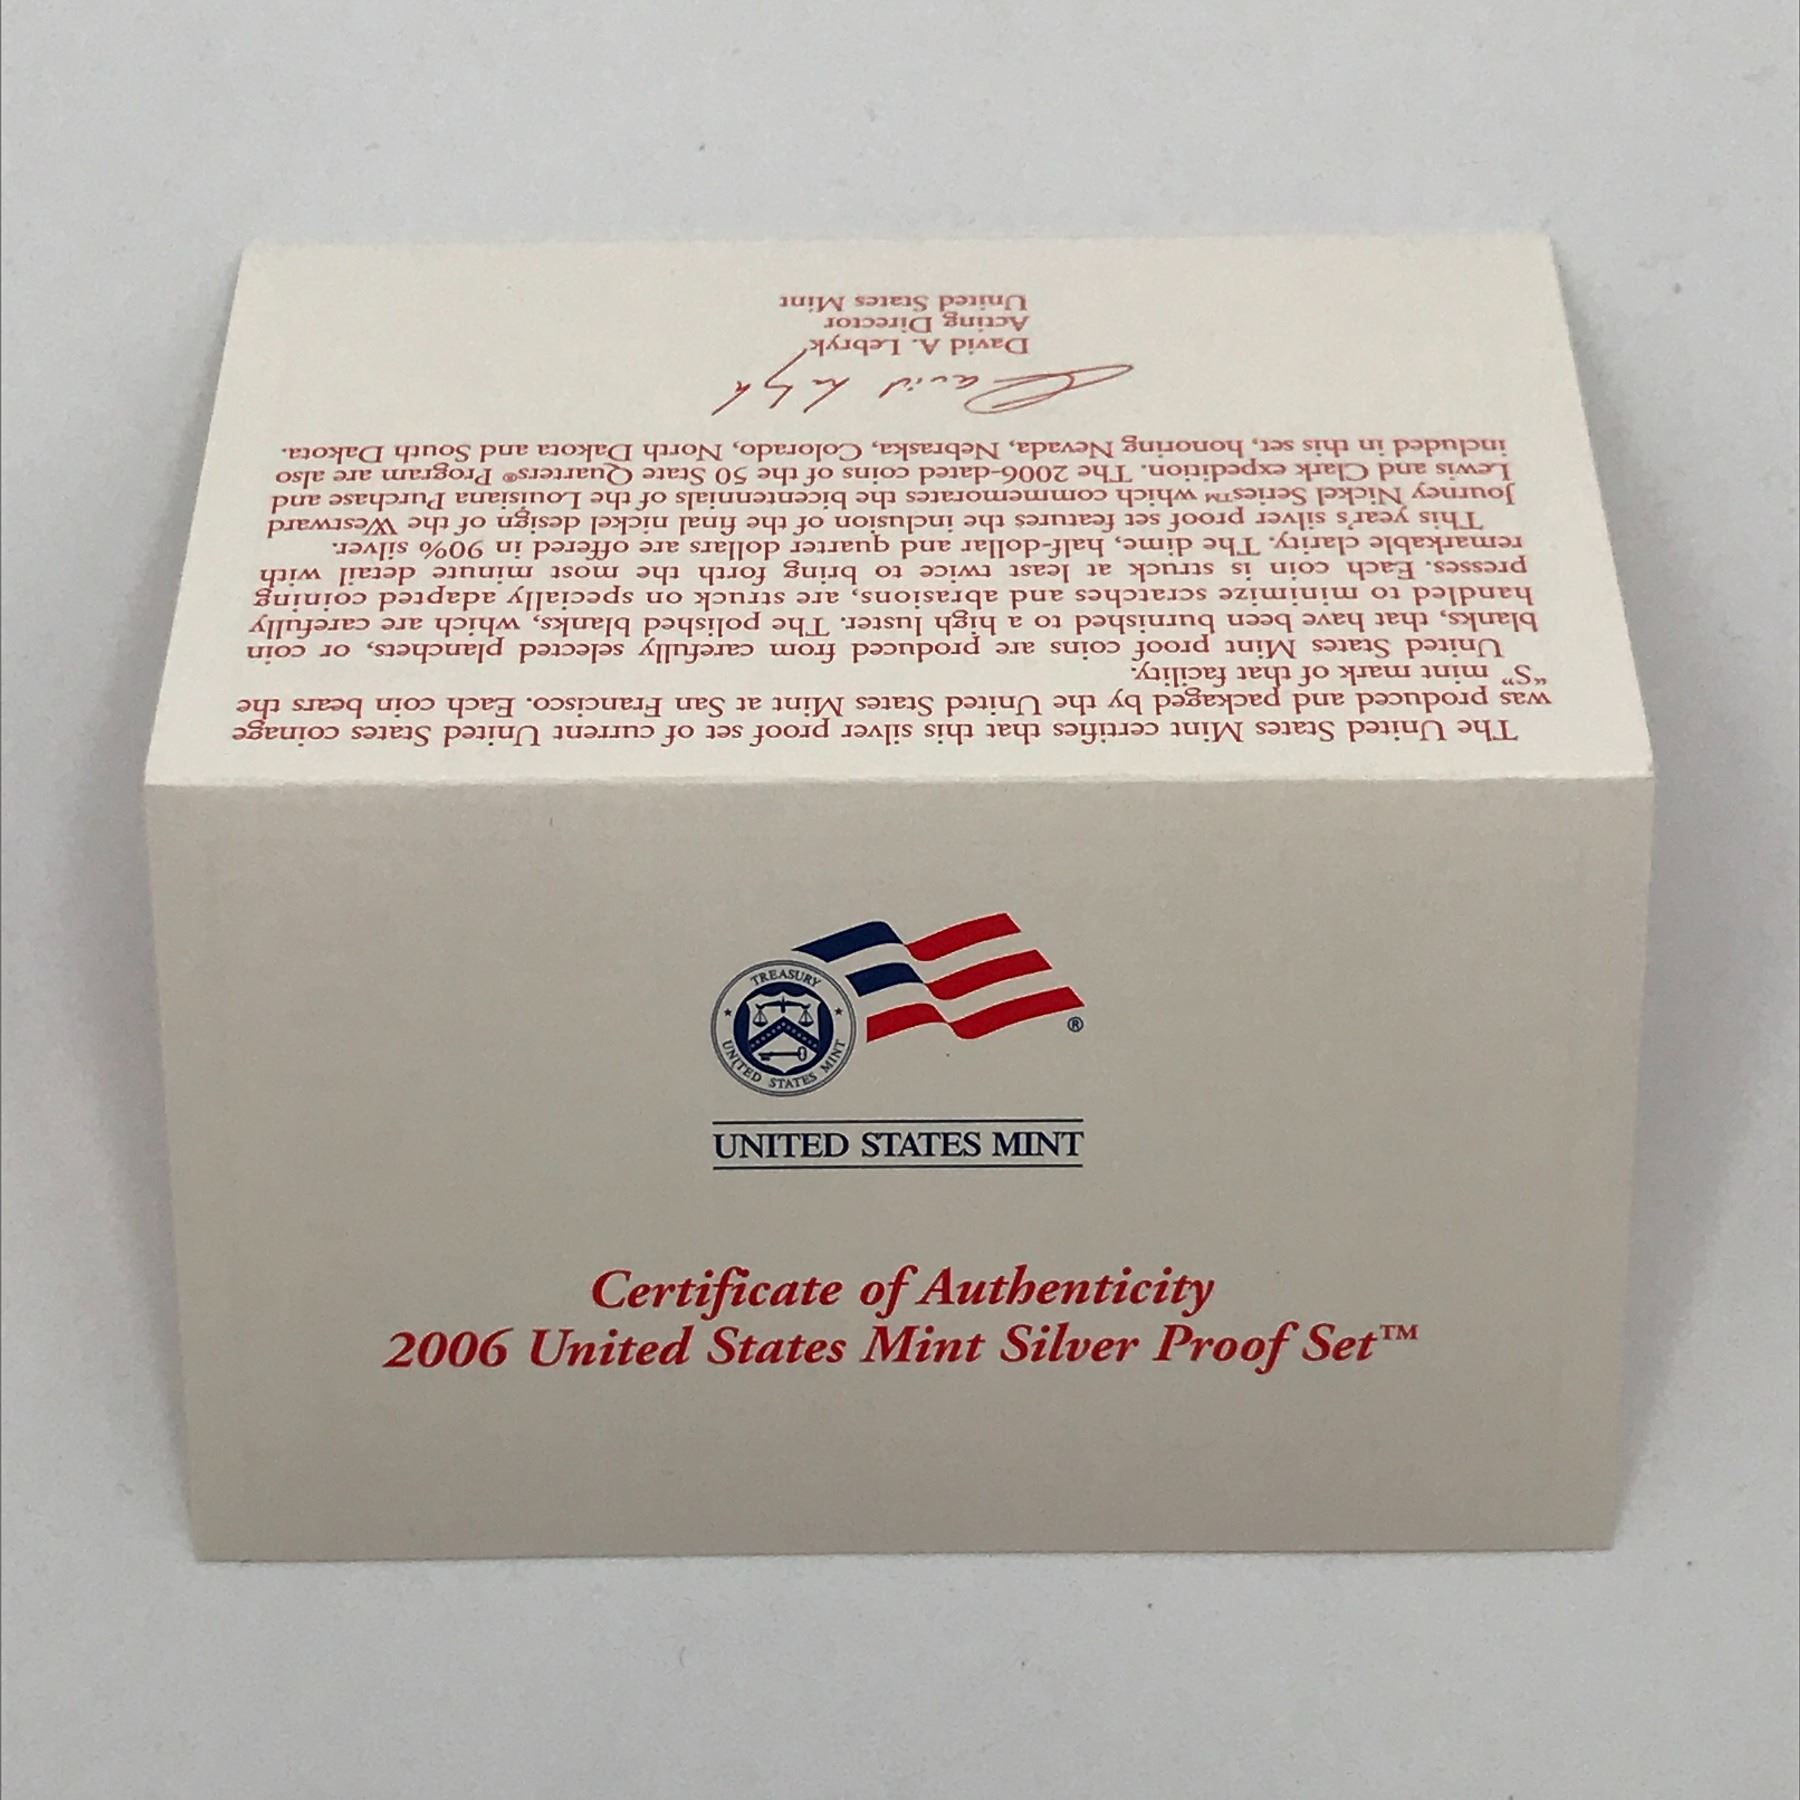 The United States Mint certifies that this silver proof set of current United States coinage
was produced and packaged by the United States Mint at San Francisco. Each coin bears the
“S” mint mark of that facility.
United States Mint proof coins are produced from carefully selected planchets, or coin
blanks, that have been burnished to a high luster. The polished blanks, which are carefully
handled to minimize scratches and abrasions, are struck on specially adapted coining
presses. Each coin is struck at least twice to bring forth the most minute detail with
remarkable clarity. The dime, half-dollar and quarter dollars are offered in 90% silver.
This year's silver proof set features the inclusion of the final nickel design of the Westward
Journey Nickel Series™ which commemorates the bicentennials of the Louisiana Purchase and
Lewis and Clark expedition. The 2006-dated coins of the 50 State Quarters® Program are also
included in this set, honoring Nevada, Nebraska, Colorado, North Dakota and South Dakota.
David Lebryk
David A. Lebryk
Acting Director
United States Mint
TREASURY
UNITED STATES MINT
®
UNITED STATES MINT
Certificate of Authenticity
2006 United States Mint Silver Proof Set™